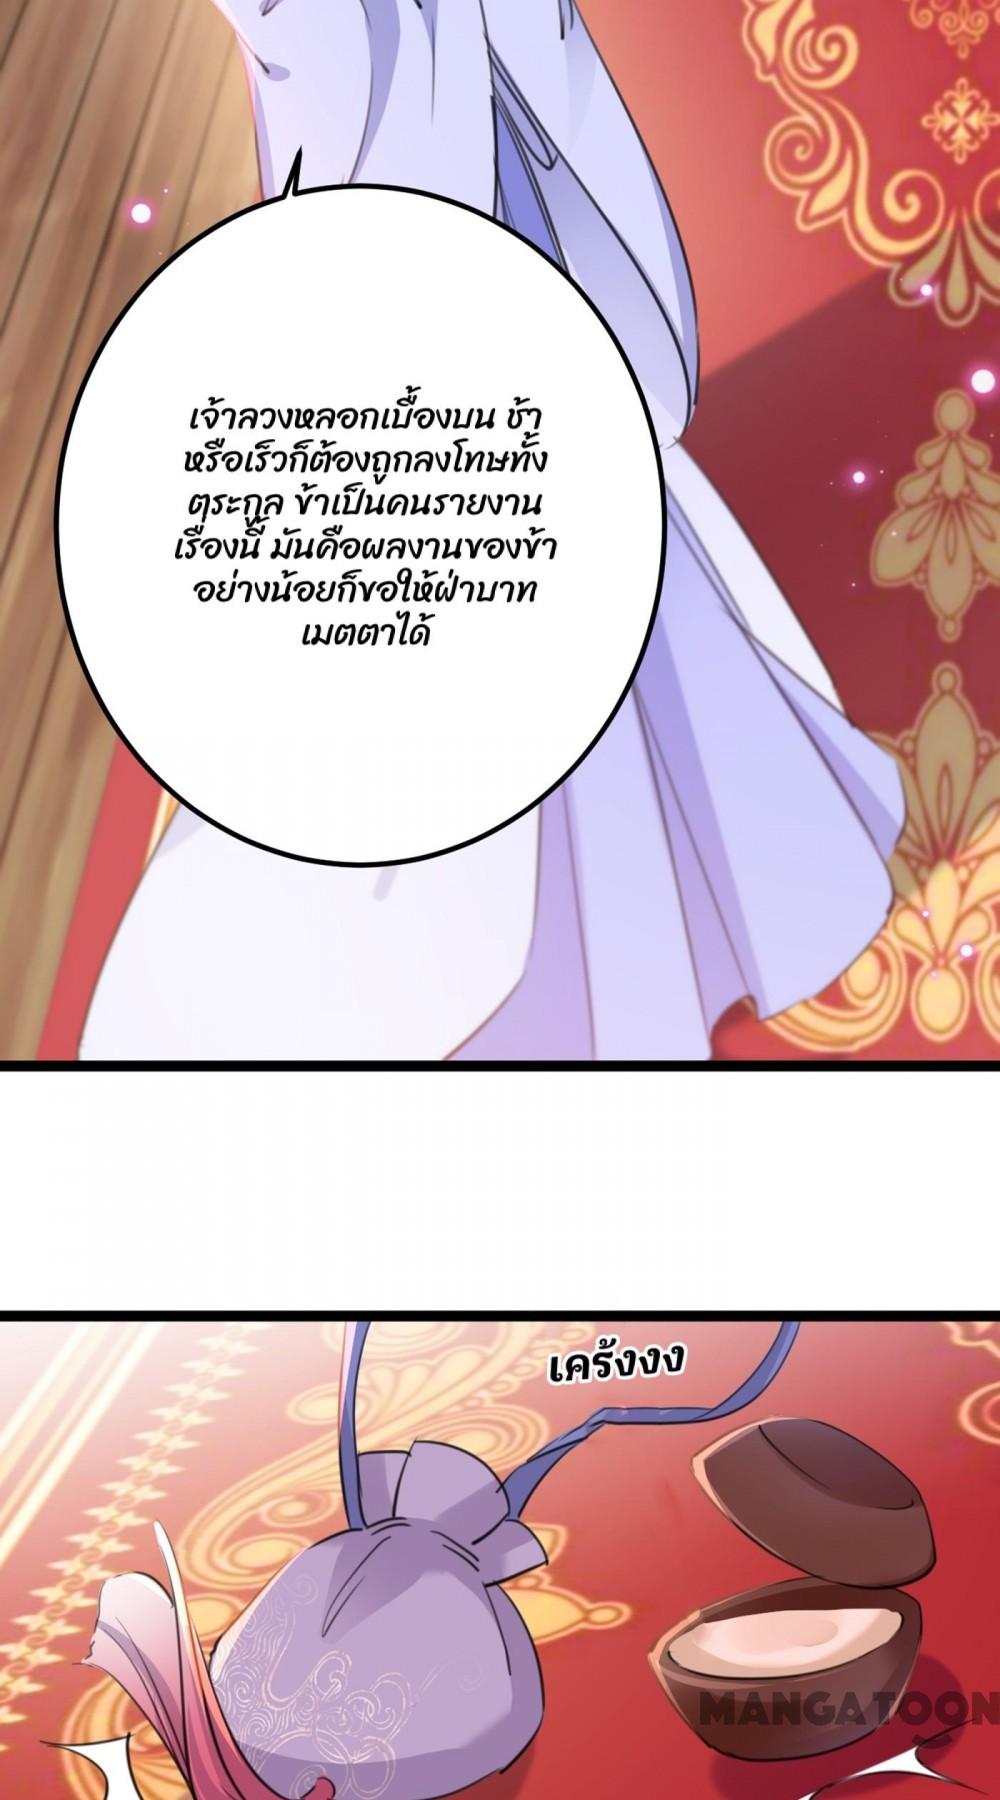 เจ้าลวงหลอกเบื้องบน ช้า
หรือเร็วก็ต้องถูกลงโทษทั้ง
ตระกูล ข้าเป็นคนรายงาน
เรื่องนี้ มันคือผลงานของข้า
อย่างน้อยก็ขอให้ฝ่าบาท
เมตตาได้
เคร้งงง
MANGATOON